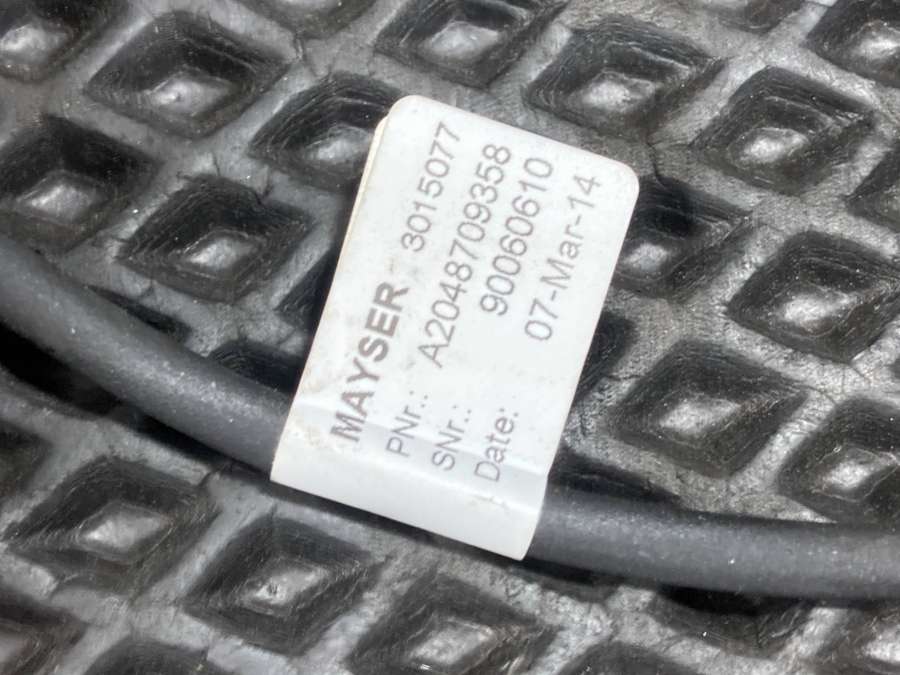 MAYSER 3015077
PNr.: A2048709358
SNr.: 90060610
Date: 07-Mar-14